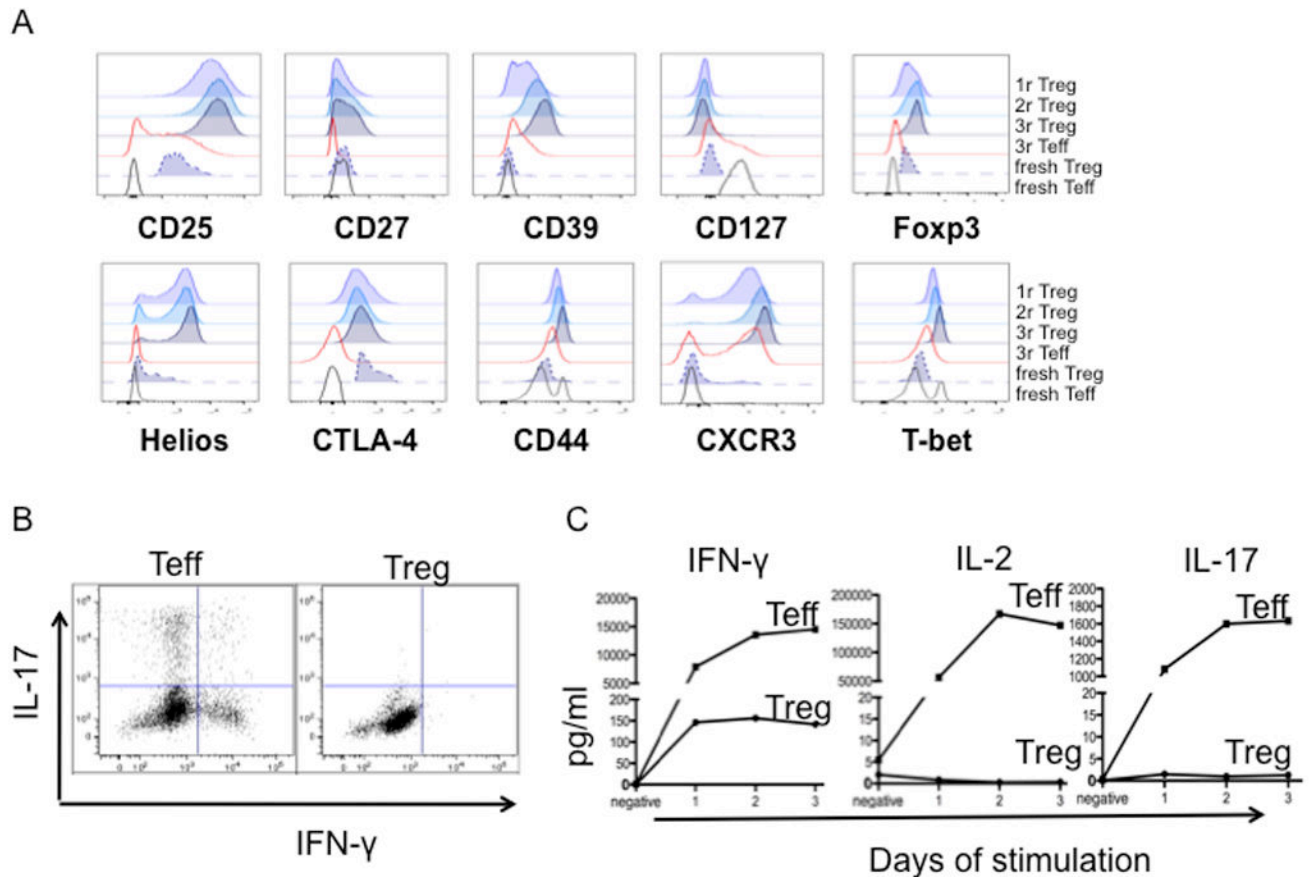 A
1r Treg
2r Treg
3r Treg
3r Teff
fresh Treg
fresh Teff
CD25 CD27 CD39 CD127 Foxp3
1r Treg
2r Treg
3r Treg
3r Teff
fresh Treg
fresh Teff
Helios CTLA-4 CD44 CXCR3 T-bet
B
Teff Treg
IL-17
IFN-γ
C
IFN-γ IL-2 IL-17
pg/ml
20000
15000
10000
5000
200
150
100
50
0
Teff
Treg
negative 1 2 3
200000
150000
100000
50000
20
15
10
5
0
Teff
Treg
negative 1 2 3
2000
1800
1600
1400
1200
1000
20
15
10
5
0
Teff
Treg
negative 1 2 3
Days of stimulation